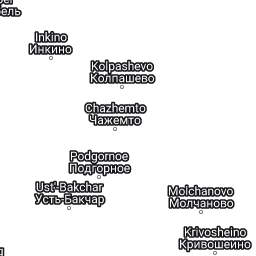 Inkino
Инкино
Kolpashevo
Колпашево
Chazhemto
Чажемто
Podgornoe
Подгорное
Ust'-Bakchar
Усть-Бакчар
Molchanovo
Молчаново
Krivosheino
Кривошеино